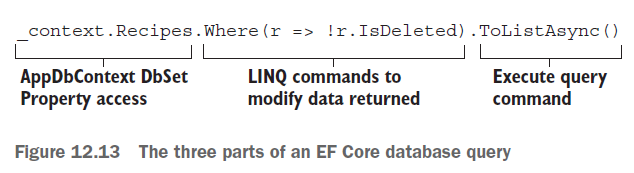 _context.Recipes.Where(r => !r.IsDeleted).ToListAsync()
AppDbContext DbSet
Property access
LINQ commands to
modify data returned
Execute query
command
Figure 12.13 The three parts of an EF Core database query